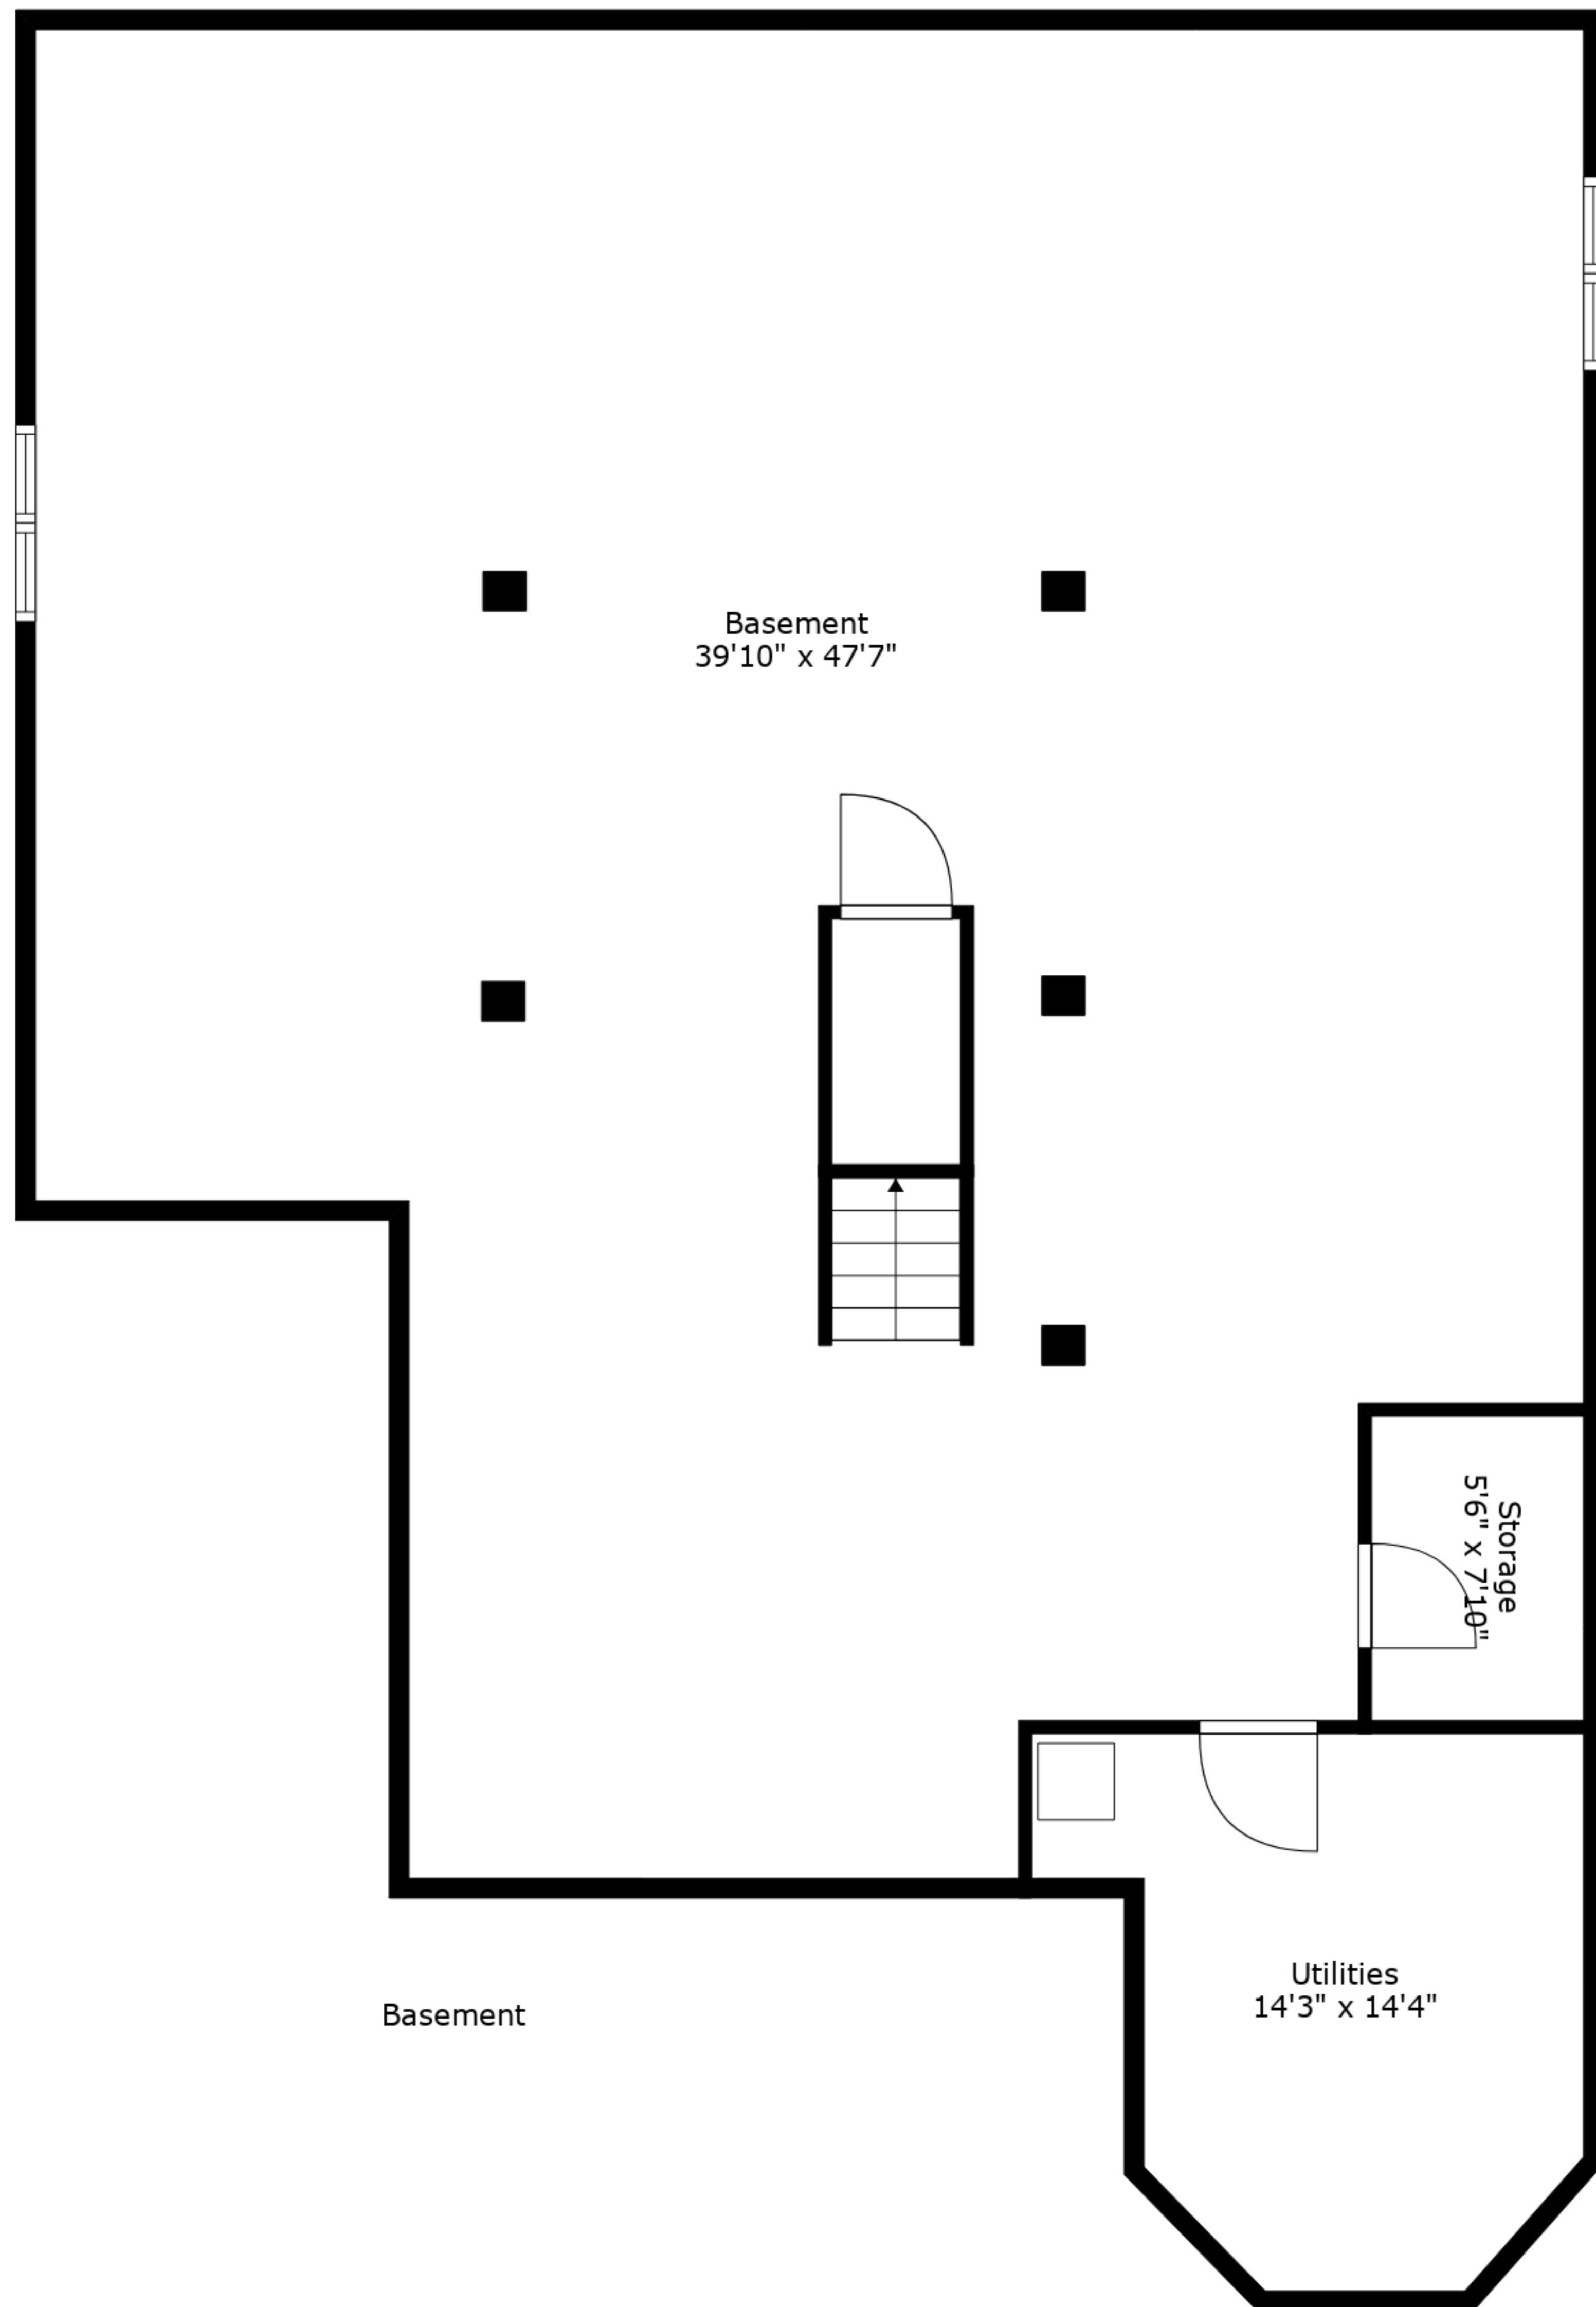 Basement
39'10" x 47'7"
Storage
5'6" x 7'10"
Utilities
14'3" x 14'4"
Basement